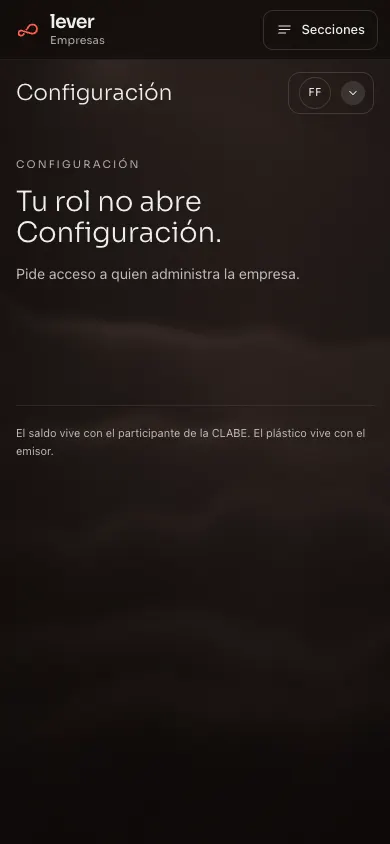 lever
Empresas
Secciones
Configuración
FF
CONFIGURACIÓN
Tu rol no abre
Configuración.
Pide acceso a quien administra la empresa.
El saldo vive con el participante de la CLABE. El plástico vive con el
emisor.